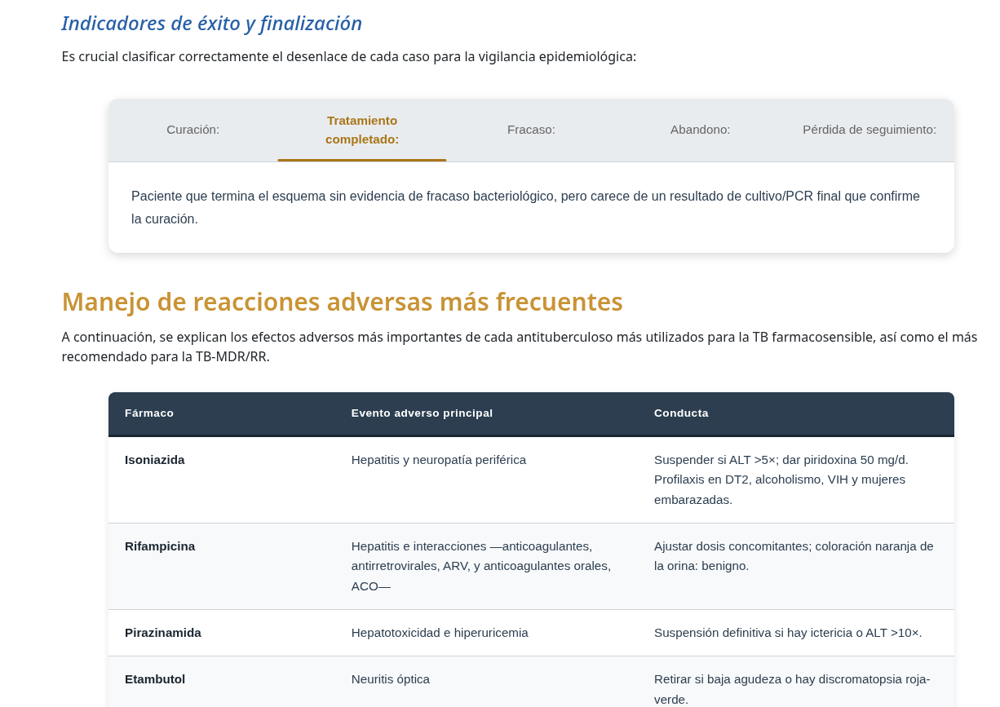 Indicadores de éxito y finalización
Es crucial clasificar correctamente el desenlace de cada caso para la vigilancia epidemiológica:
Curación:
Tratamiento
completado:
Fracaso:
Abandono:
Pérdida de seguimiento:
Paciente que termina el esquema sin evidencia de fracaso bacteriológico, pero carece de un resultado de cultivo/PCR final que confirme
la curación.
Manejo de reacciones adversas más frecuentes
A continuación, se explican los efectos adversos más importantes de cada antituberculoso más utilizados para la TB farmacosensible, así como el más
recomendado para la TB-MDR/RR.
Fármaco
Evento adverso principal
Conducta
Isoniazida
Hepatitis y neuropatía periférica
Suspender si ALT >5×; dar piridoxina 50 mg/d.
Profilaxis en DT2, alcoholismo, VIH y mujeres
embarazadas.
Rifampicina
Hepatitis e interacciones —anticoagulantes,
antirretrovirales, ARV, y anticoagulantes orales,
ACO—
Ajustar dosis concomitantes; coloración naranja de
la orina: benigno.
Pirazinamida
Hepatotoxicidad e hiperuricemia
Suspensión definitiva si hay ictericia o ALT >10×.
Etambutol
Neuritis óptica
Retirar si baja agudeza o hay discromatopsia roja-
verde.